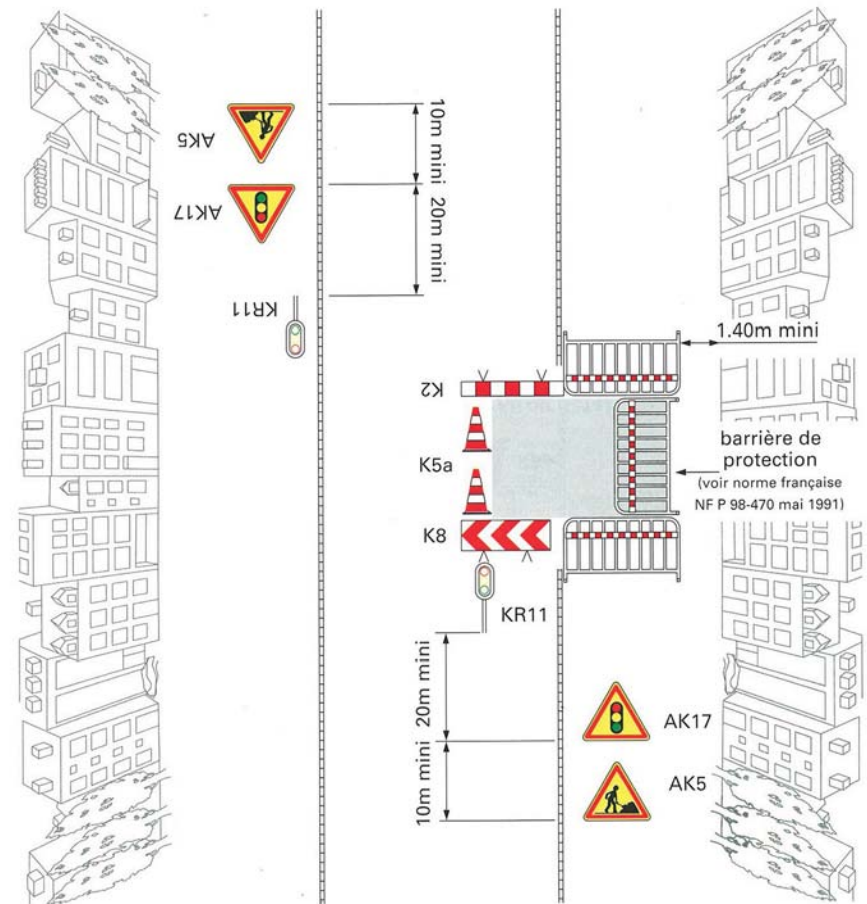 10m mini
AK5
AK17
20m mini
KR11
1.40m mini
K2
K5a
barrière de
protection
(voir norme française
NF P 98-470 mai 1991)
K8
KR11
20m mini
AK17
AK5
10m mini